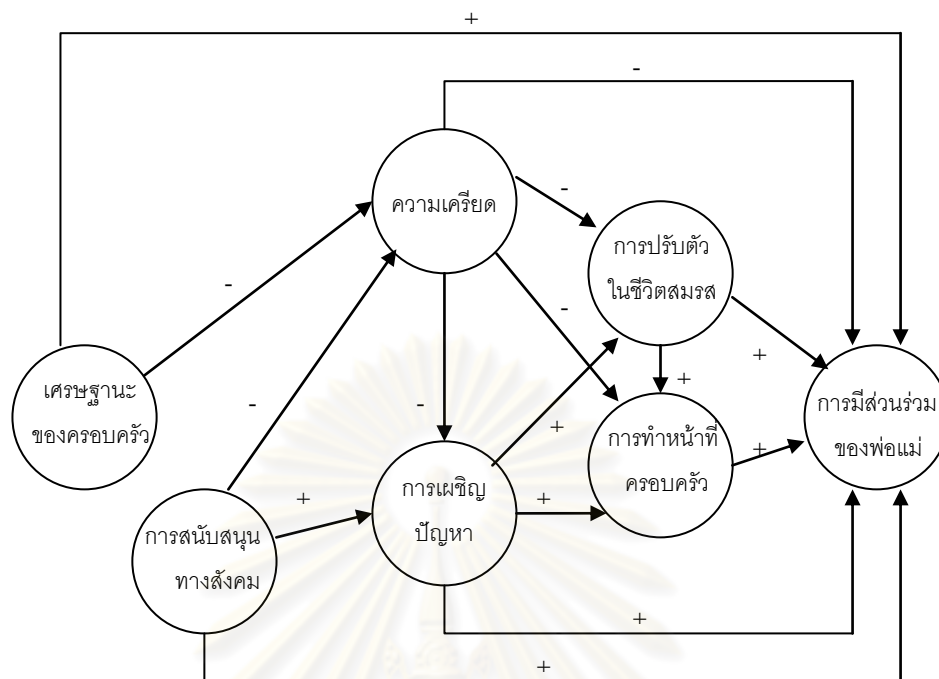 +
-
ความเครียด
-
การปรับตัว
ในชีวิตสมรส
-
-
+
เศรษฐานะ
ของครอบครัว
-
-
+
+
การมีส่วนร่วม
ของพ่อแม่
การทำหน้าที่
ครอบครัว
+
การเผชิญ
ปัญหา
+
+
การสนับสนุน
ทางสังคม
+
+